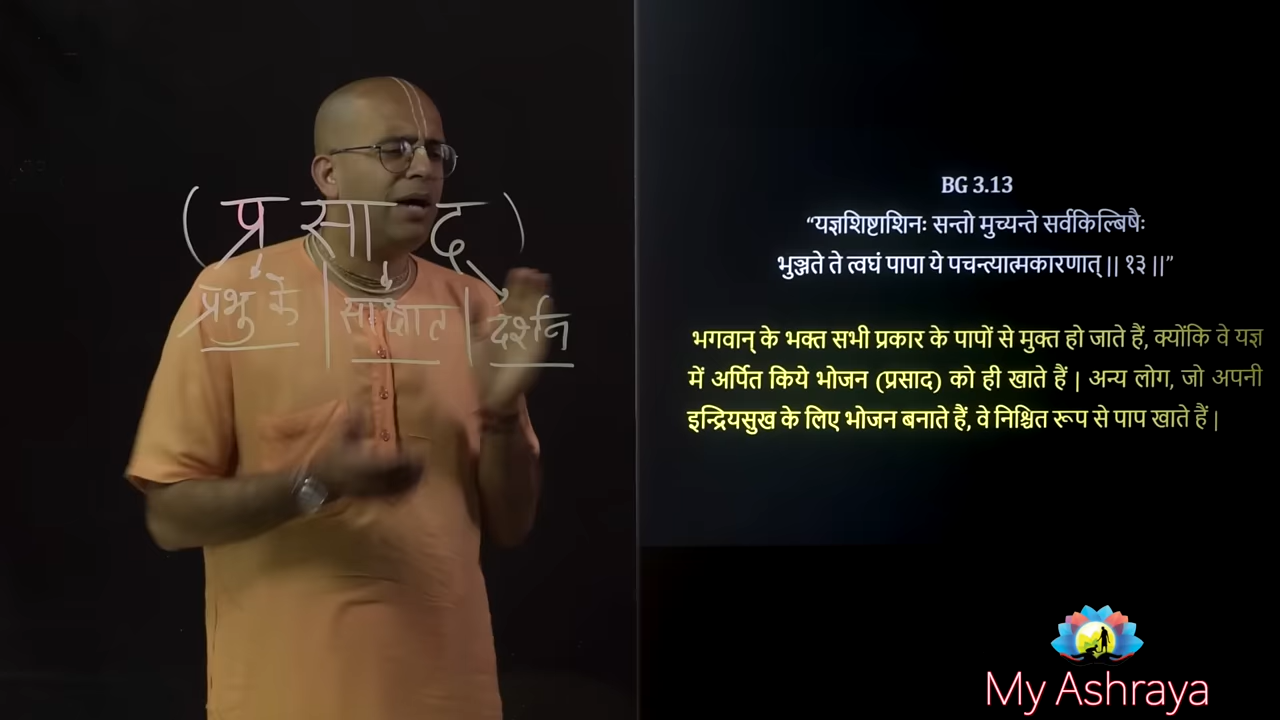 (प्र सा द)
प्रभु के | साक्षात | दर्शन
BG 3.13
“यज्ञशिष्टाशिनः सन्तो मुच्यन्ते सर्वकिल्बिषैः
भुञ्जते ते त्वघं पापा ये पचन्त्यात्मकारणात् || १३ ||”
भगवान् के भक्त सभी प्रकार के पापों से मुक्त हो जाते हैं, क्योंकि वे यज्ञ
में अर्पित किये भोजन (प्रसाद) को ही खाते हैं | अन्य लोग, जो अपनी
इन्द्रियसुख के लिए भोजन बनाते हैं, वे निश्चित रूप से पाप खाते हैं |
My Ashraya